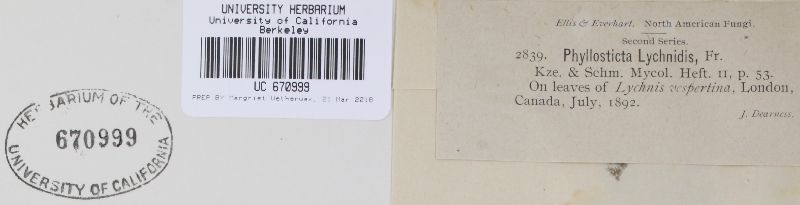 UNIVERSITY HERBARIUM
University of California
Berkeley
UC 670999
PREP BY Margriet Wetherwax, 21 Mar 2018
HERBARIUM OF THE
670999
UNIVERSITY OF CALIFORNIA
Ellis & Everhart, North American Fungi.
Second Series.
2839. Phyllosticta Lychnidis, Fr.
Kze. & Schm. Mycol. Heft. 11, p. 53.
On leaves of Lychnis vespertina, London,
Canada, July, 1892.
J. Dearness.